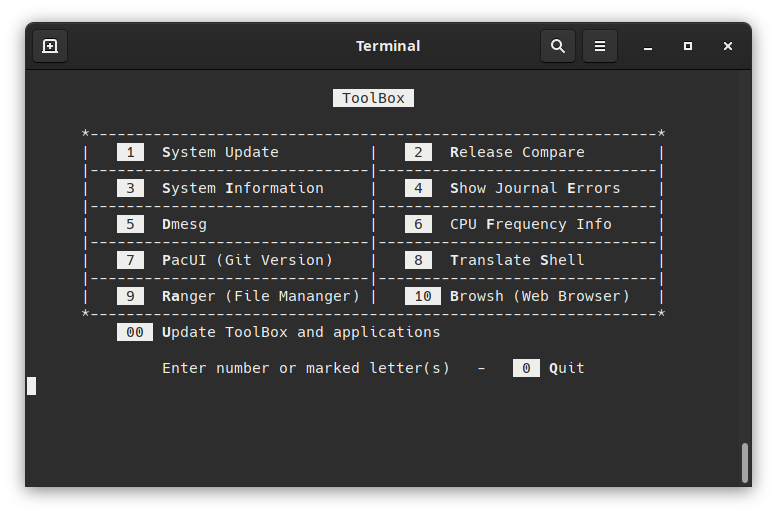 Terminal
ToolBox
*---------------------------------------------------------------*
|   1  System Update          |   2  Release Compare        |
|-------------------------------|-------------------------------|
|   3  System Information     |   4  Show Journal Errors    |
|-------------------------------|-------------------------------|
|   5  Dmesg                  |   6  CPU Frequency Info     |
|-------------------------------|-------------------------------|
|   7  PacUI (Git Version)    |   8  Translate Shell        |
|-------------------------------|-------------------------------|
|   9  Ranger (File Mananger) |   10 Browsh (Web Browser)   |
*---------------------------------------------------------------*
00 Update ToolBox and applications
Enter number or marked letter(s)   -   0 Quit